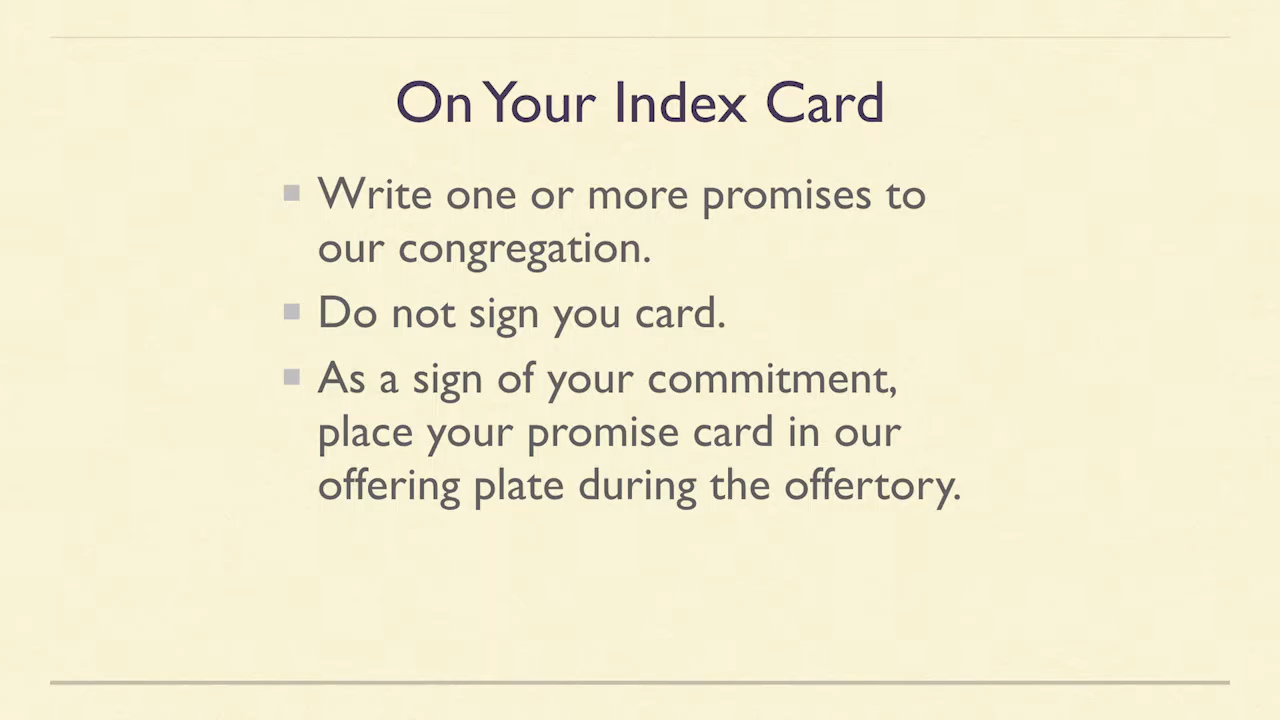 On Your Index Card
Write one or more promises to
our congregation.
Do not sign you card.
As a sign of your commitment,
place your promise card in our
offering plate during the offertory.